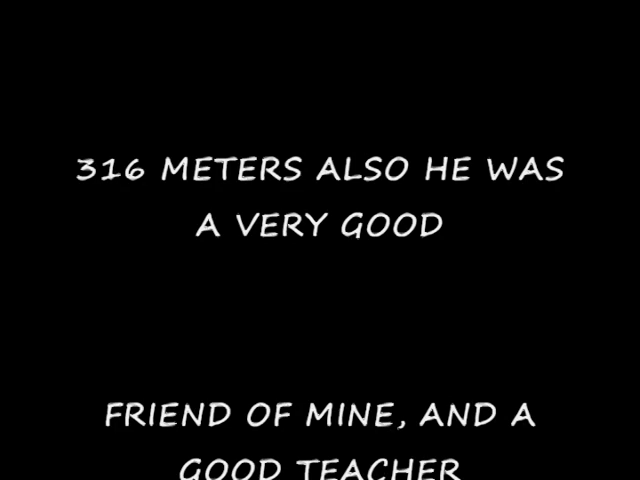 316 METERS ALSO HE WAS
A VERY GOOD
FRIEND OF MINE, AND A
GOOD TEACHER